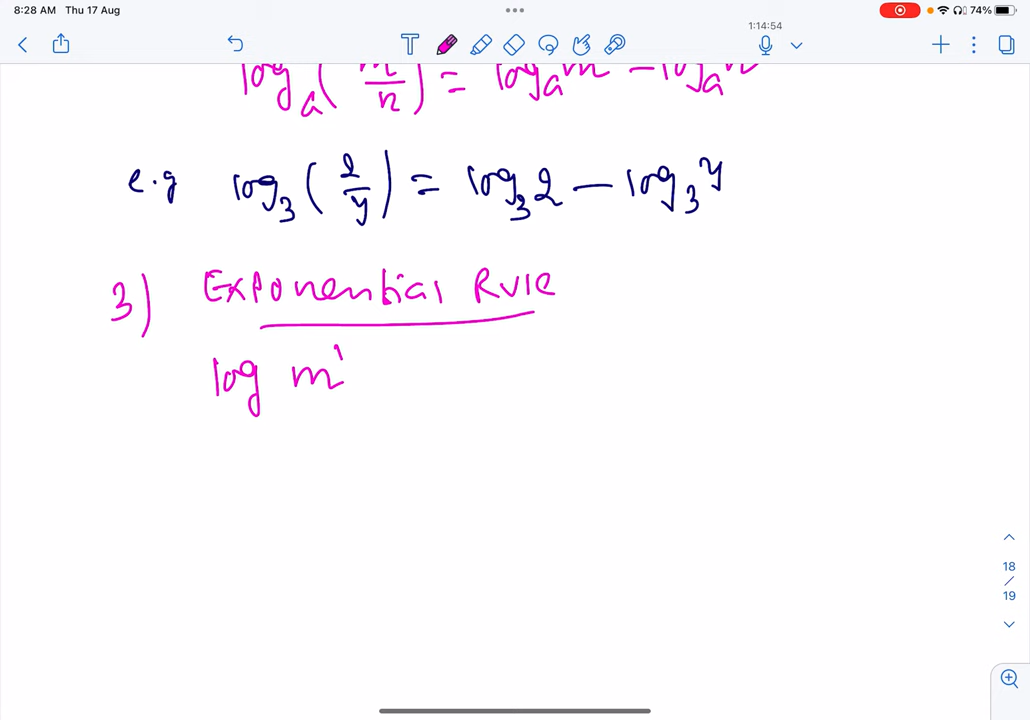 8:28 AM Thu 17 Aug 74%
1:14:54
T
log_a (m/n) = log_a m - log_a n
e.g log_3 (2/y) = log_3 2 — log_3 y
3) Exponential Rule
log m
18
/
19